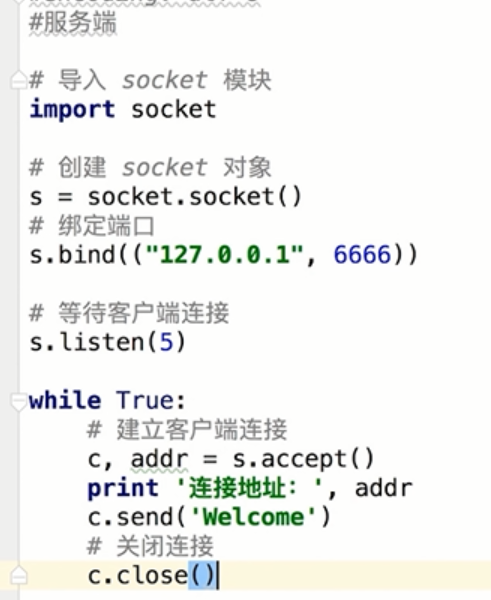 #服务端
# 导入 socket 模块
import socket
# 创建 socket 对象
s = socket.socket()
# 绑定端口
s.bind(("127.0.0.1", 6666))
# 等待客户端连接
s.listen(5)
while True:
    # 建立客户端连接
    c, addr = s.accept()
    print '连接地址：', addr
    c.send('Welcome')
    # 关闭连接
    c.close()